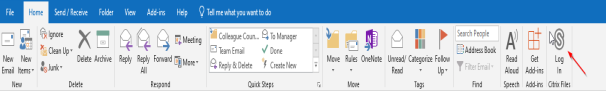 File Home Send / Receive Folder View Add-ins Help Tell me what you want to do
New Email
New Items
Ignore
Clean Up
Junk
Delete
Archive
Reply
Reply All
Forward
Meeting
More
Colleague Coun...
Team Email
Reply & Delete
To Manager
Done
Create New
Move
Rules
OneNote
Unread/ Read
Categorize
Follow Up
Search People
Address Book
Filter Email
Read Aloud
Get Add-ins
Log In
New Delete Respond Quick Steps Move Tags Find Speech Add-ins Citrix Files